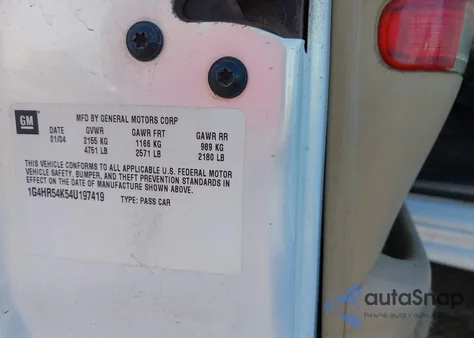 GM
MFD BY GENERAL MOTORS CORP
DATE GVWR GAWR FRT GAWR RR
01/04 2155 KG 1166 KG 989 KG
4751 LB 2571 LB 2180 LB
THIS VEHICLE CONFORMS TO ALL APPLICABLE U.S. FEDERAL MOTOR
VEHICLE SAFETY, BUMPER, AND THEFT PREVENTION STANDARDS IN
EFFECT ON THE DATE OF MANUFACTURE SHOWN ABOVE.
1G4HR54K54U197419 TYPE: PASS CAR
autoSnap